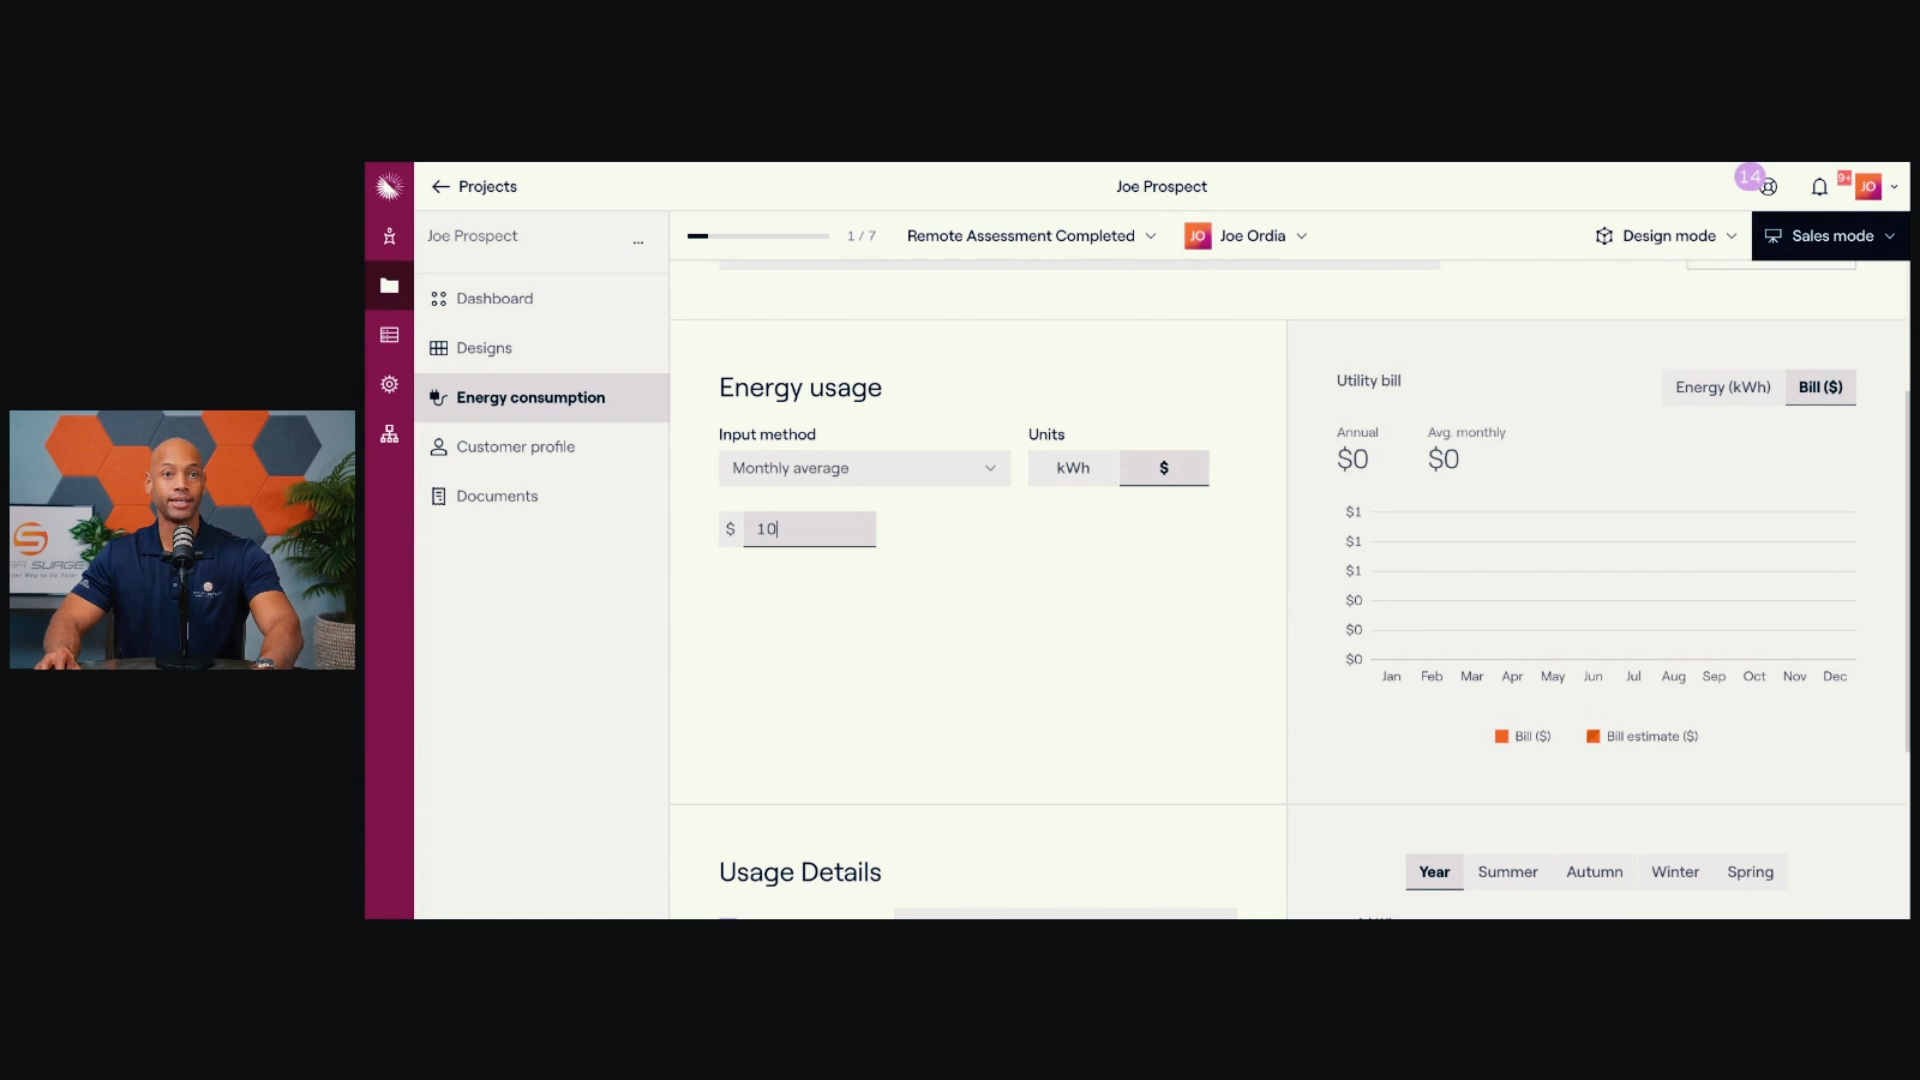 Projects
Joe Prospect
14
9+
JO
Joe Prospect
...
1 / 7
Remote Assessment Completed
JO
Joe Ordia
Design mode
Sales mode
Dashboard
Designs
Energy consumption
Customer profile
Documents
Energy usage
Input method
Units
Monthly average
kWh
$
$ 10
Utility bill
Energy (kWh)
Bill ($)
Annual
Avg. monthly
$0
$0
$1
$1
$1
$0
$0
$0
Jan Feb Mar Apr May Jun Jul Aug Sep Oct Nov Dec
Bill ($)
Bill estimate ($)
Usage Details
Year
Summer
Autumn
Winter
Spring
SURGE